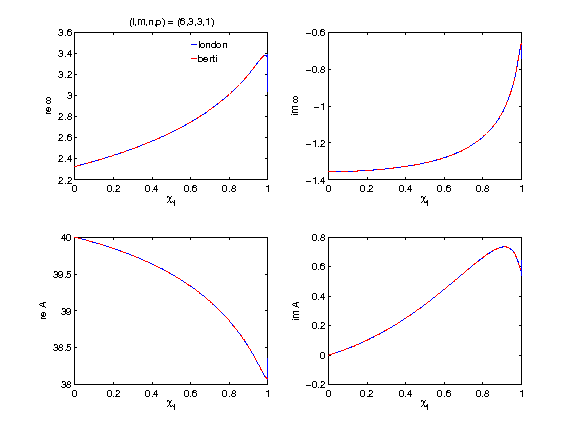 (l,m,n,p) = (6,3,3,1)
3.6
3.4
3.2
3
2.8
2.6
2.4
2.2
re ω
london
berti
0 0.2 0.4 0.6 0.8 1
χf
−0.6
−0.8
−1
−1.2
−1.4
im ω
0 0.2 0.4 0.6 0.8 1
χf
40
39.5
39
38.5
38
re A
0 0.2 0.4 0.6 0.8 1
χf
0.8
0.6
0.4
0.2
0
−0.2
im A
0 0.2 0.4 0.6 0.8 1
χf